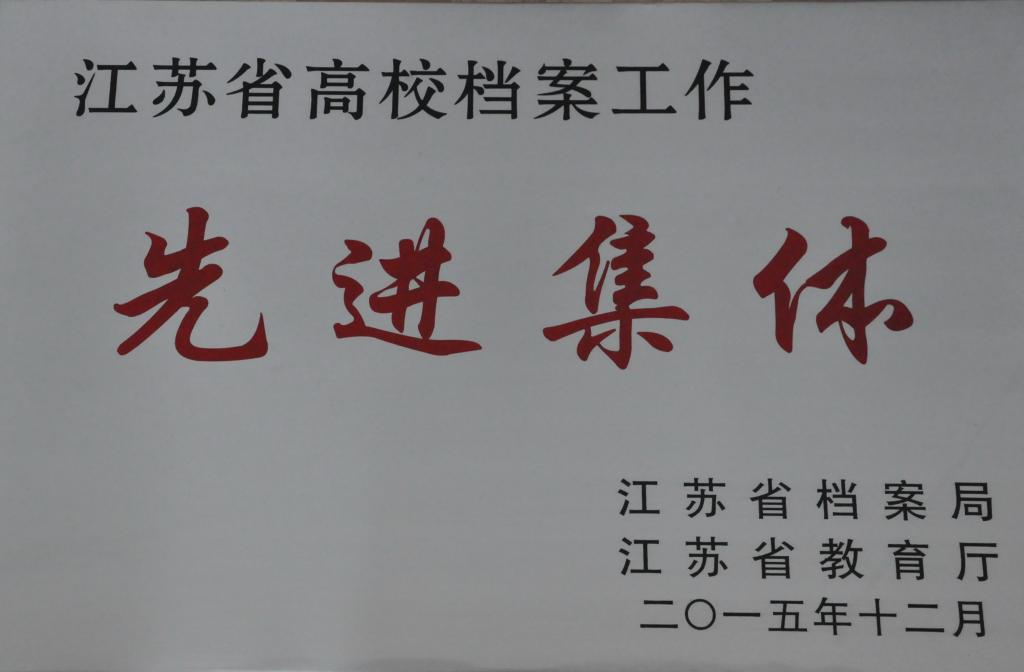 江苏省高校档案工作
先进集体
江苏省档案局
江苏省教育厅
二〇一五年十二月